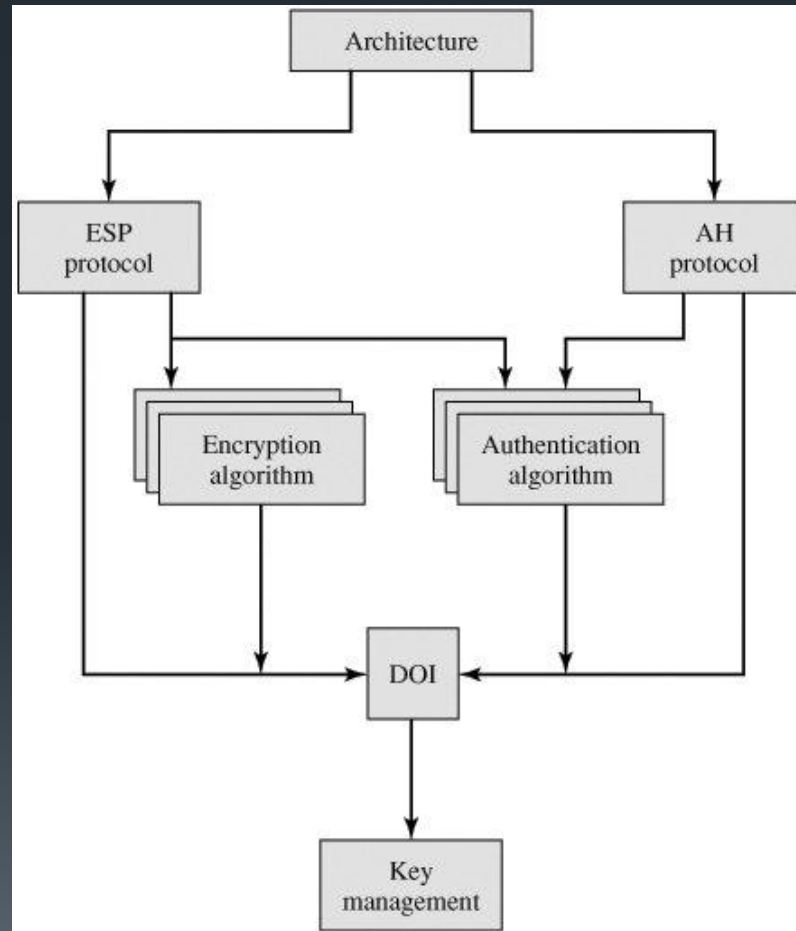 Architecture
ESP
protocol
AH
protocol
Encryption
algorithm
Authentication
algorithm
DOI
Key
management